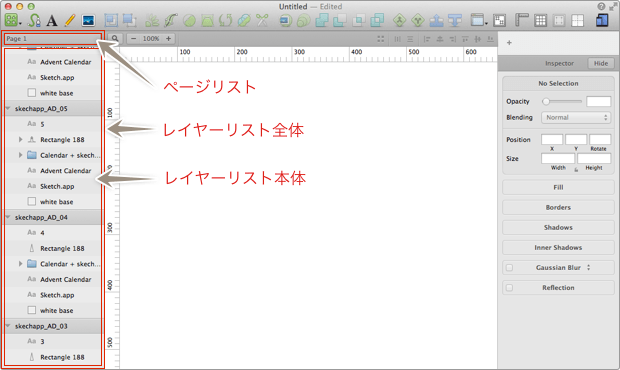 Untitled — Edited
Page 1
100%
Calendar + skech...
Advent Calendar
Sketch.app
white base
skechapp_AD_05
5
Rectangle 188
Calendar + skech...
Advent Calendar
Sketch.app
white base
skechapp_AD_04
4
Rectangle 188
Calendar + skech...
Advent Calendar
Sketch.app
white base
skechapp_AD_03
3
Rectangle 188
ページリスト
レイヤーリスト全体
レイヤーリスト本体
100 200 300 400 500 600
100
200
300
400
500
+
Inspector Hide
No Selection
Opacity
Blending Normal
Position
X Y Rotate
Size
Width Height
Fill
Borders
Shadows
Inner Shadows
Gaussian Blur
Reflection